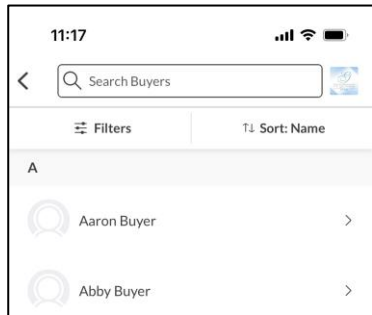 11:17
Search Buyers
Filters
Sort: Name
A
Aaron Buyer
Abby Buyer